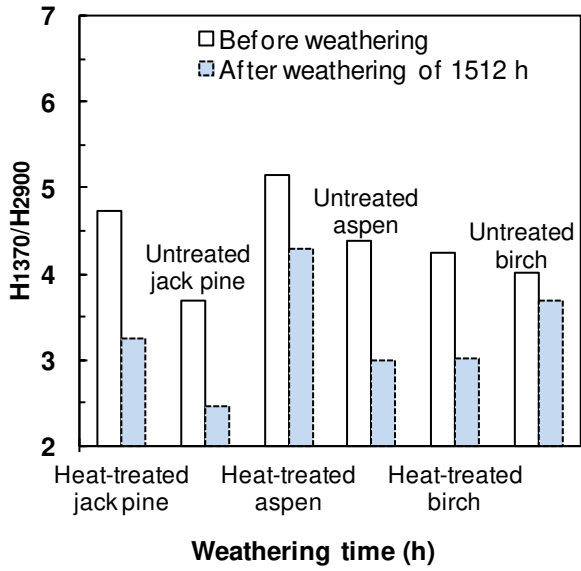 7
6
5
4
3
2
H1370/H2900
Before weathering
After weathering of 1512 h
Untreated
jack pine
Untreated
aspen
Untreated
birch
Heat-treated
jack pine
Heat-treated
aspen
Heat-treated
birch
Weathering time (h)